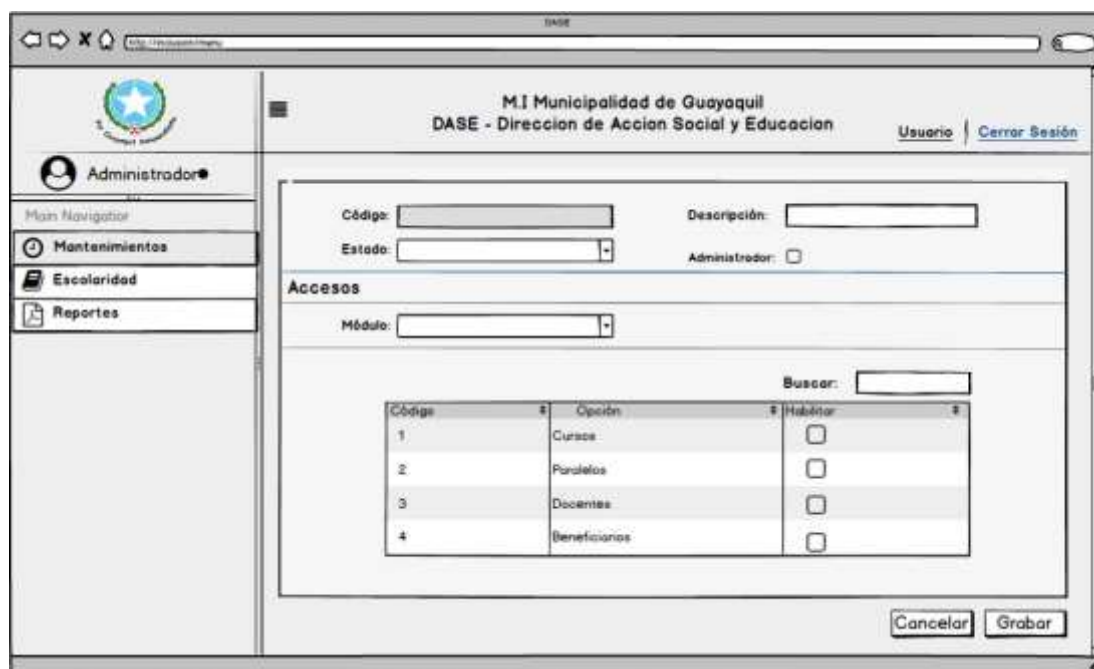 DASE
M.I Municipalidad de Guayaquil
DASE - Direccion de Accion Social y Educacion
Usuario | Cerrar Sesión
Administrador
Main Navigation
Mantenimientos
Escolaridad
Reportes
Código:
Descripción:
Estado:
Administrador:
Accesos
Módulo:
Buscar:
Código Opción Habilitar
1 Cursos
2 Paralelos
3 Docentes
4 Beneficiarios
Cancelar Grabar